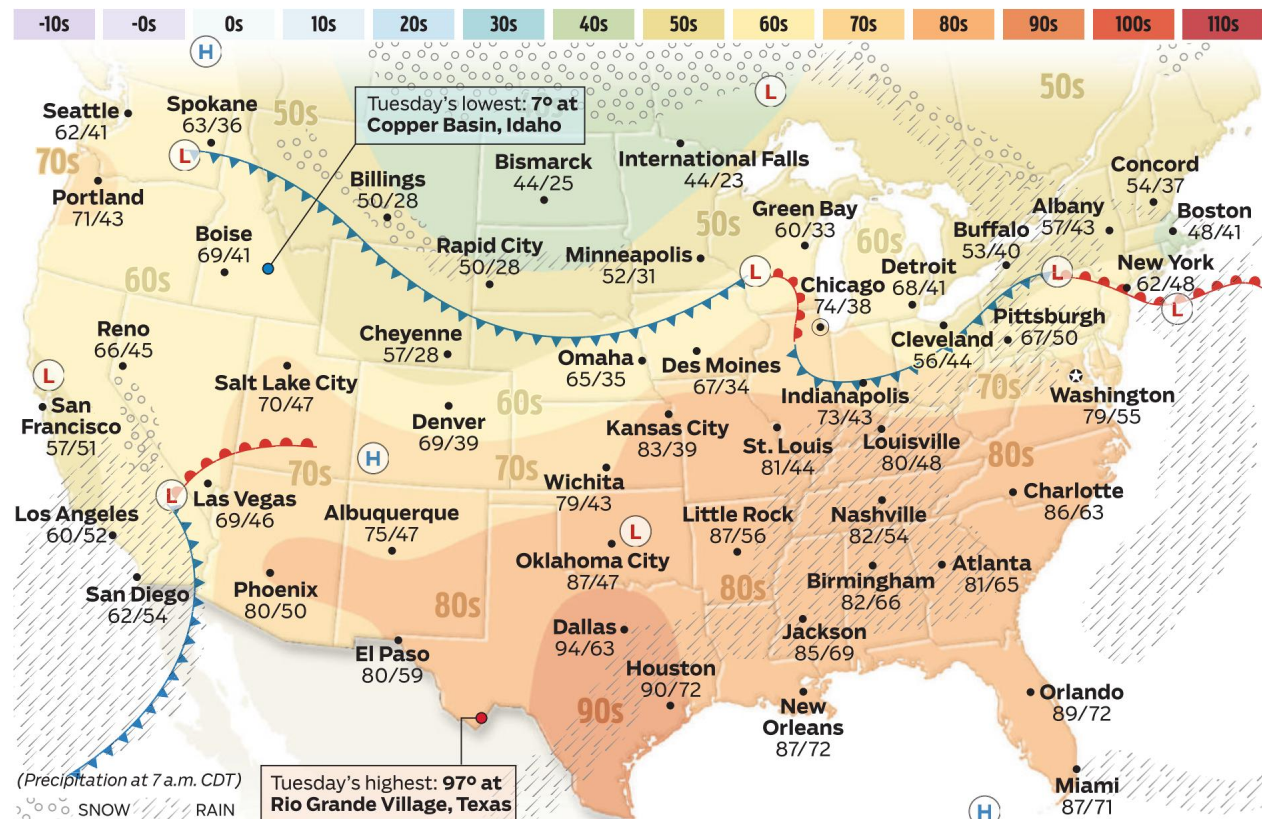 -10s -0s 0s 10s 20s 30s 40s 50s 60s 70s 80s 90s 100s 110s
H
L
50s
50s
Seattle
62/41
Spokane
63/36
Tuesday's lowest: 7º at
Copper Basin, Idaho
L
70s
Portland
71/43
Billings
50/28
Bismarck
44/25
International Falls
44/23
Concord
54/37
Boise
69/41
50s
Green Bay
60/33
60s
Albany
57/43
Boston
48/41
Buffalo
53/40
Rapid City
50/28
Minneapolis
52/31
60s
L
Chicago
74/38
Detroit
68/41
L
New York
62/48
L
Reno
66/45
Cheyenne
57/28
Omaha
65/35
Des Moines
67/34
Cleveland
56/44
Pittsburgh
67/50
L
San
Francisco
57/51
Salt Lake City
70/47
Denver
69/39
60s
Indianapolis
73/43
70s
Washington
79/55
Kansas City
83/39
St. Louis
81/44
Louisville
80/48
80s
H
70s
70s
L
Las Vegas
69/46
Wichita
79/43
Charlotte
86/63
Los Angeles
60/52
Albuquerque
75/47
L
Oklahoma City
87/47
Little Rock
87/56
Nashville
82/54
San Diego
62/54
Phoenix
80/50
80s
80s
Birmingham
82/66
Atlanta
81/65
El Paso
80/59
Dallas
94/63
Jackson
85/69
Houston
90/72
90s
New
Orleans
87/72
Orlando
89/72
Miami
87/71
H
Tuesday's highest: 97º at
Rio Grande Village, Texas
(Precipitation at 7 a.m. CDT)
SNOW RAIN